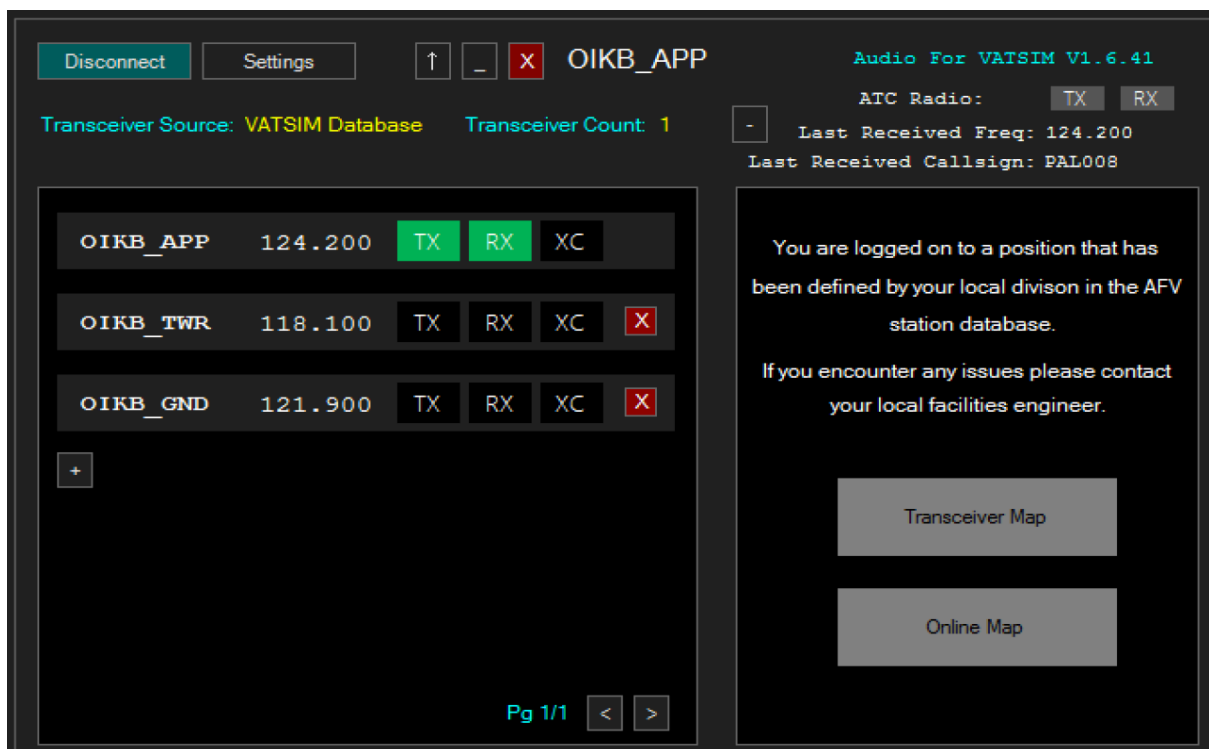 Disconnect Settings ↑ _ X OIKB_APP
Audio For VATSIM V1.6.41
ATC Radio: TX RX
Transceiver Source: VATSIM Database Transceiver Count: 1
- Last Received Freq: 124.200
Last Received Callsign: PAL008
OIKB_APP 124.200 TX RX XC
OIKB_TWR 118.100 TX RX XC X
OIKB_GND 121.900 TX RX XC X
+
Pg 1/1 < >
You are logged on to a position that has
been defined by your local divison in the AFV
station database.
If you encounter any issues please contact
your local facilities engineer.
Transceiver Map
Online Map